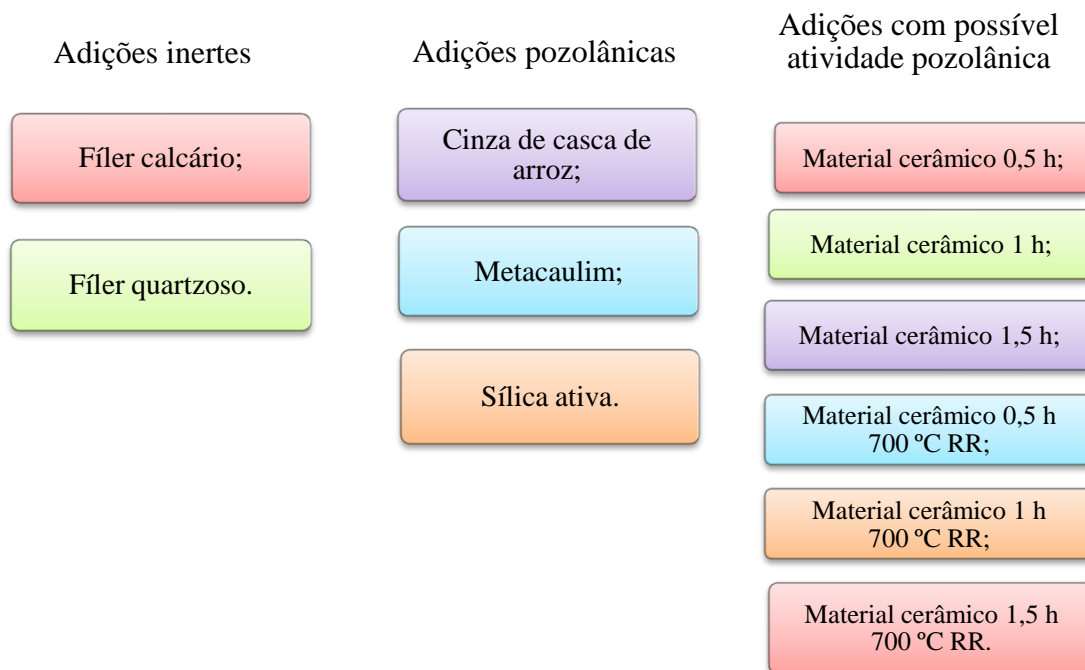 Adições inertes
Fíler calcário;
Fíler quartzoso.
Adições pozolânicas
Cinza de casca de
arroz;
Metacaulim;
Sílica ativa.
Adições com possível
atividade pozolânica
Material cerâmico 0,5 h;
Material cerâmico 1 h;
Material cerâmico 1,5 h;
Material cerâmico 0,5 h
700 ºC RR;
Material cerâmico 1 h
700 ºC RR;
Material cerâmico 1,5 h
700 ºC RR.